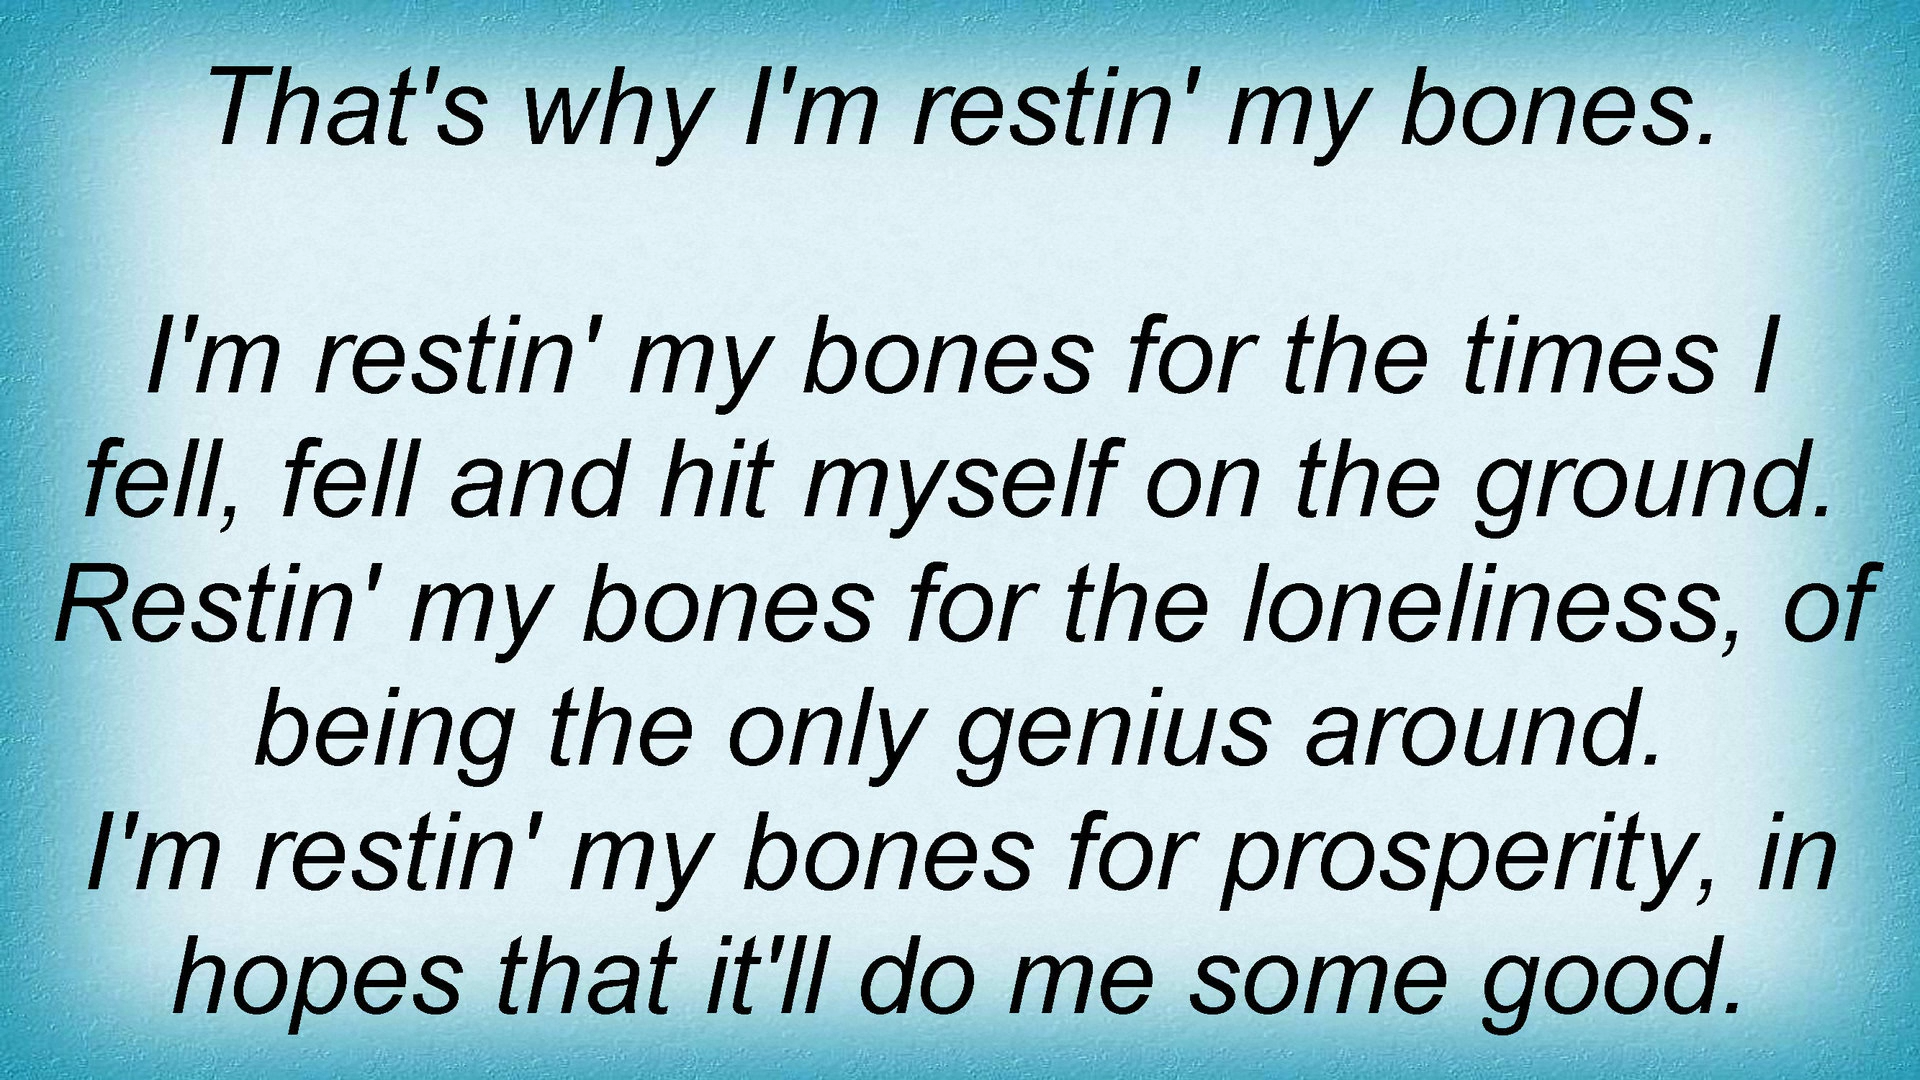 That's why I'm restin' my bones.
I'm restin' my bones for the times I
fell, fell and hit myself on the ground.
Restin' my bones for the loneliness, of
being the only genius around.
I'm restin' my bones for prosperity, in
hopes that it'll do me some good.